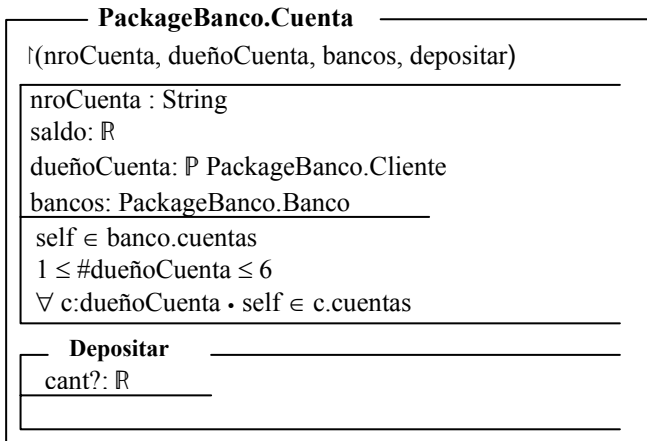 PackageBanco.Cuenta
↾(nroCuenta, dueñoCuenta, bancos, depositar)
nroCuenta : String
saldo: ℝ
dueñoCuenta: ℙ PackageBanco.Cliente
bancos: PackageBanco.Banco
self ∈ banco.cuentas
1 ≤ #dueñoCuenta ≤ 6
∀ c:dueñoCuenta • self ∈ c.cuentas
Depositar
cant?: ℝ